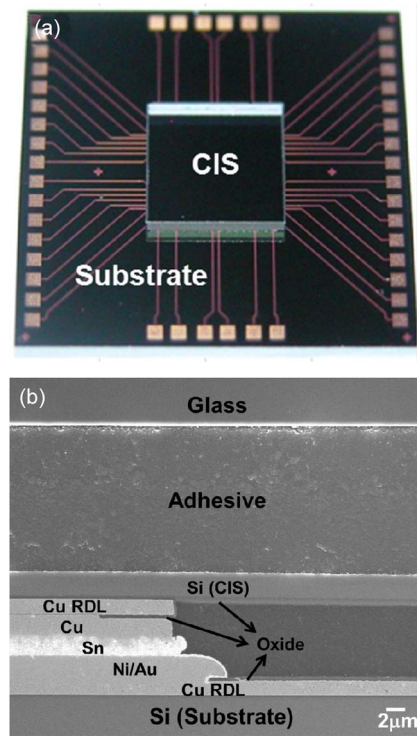 (a)
CIS
Substrate
(b)
Glass
Adhesive
Si (CIS)
Cu RDL
Cu
Oxide
Sn
Ni/Au
Cu RDL
2μm
Si (Substrate)